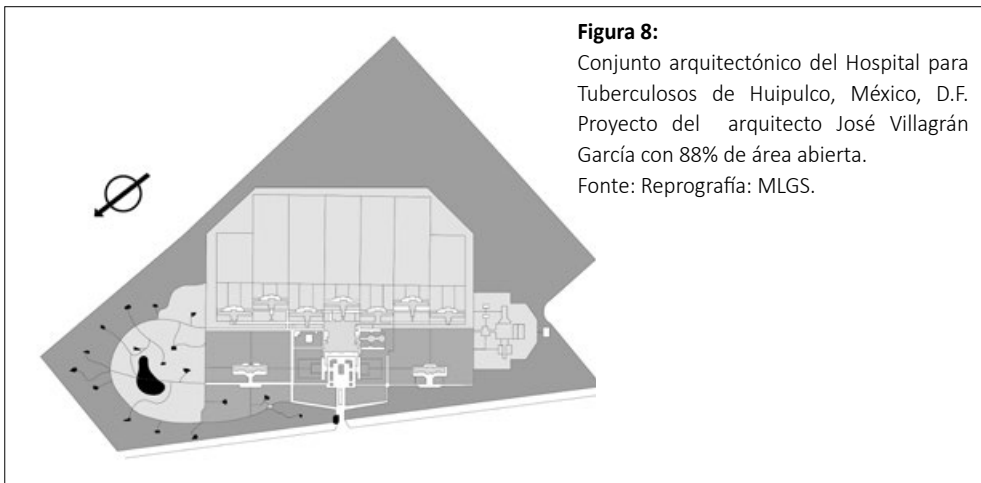 Figura 8:
Conjunto arquitectónico del Hospital para
Tuberculosos de Huipulco, México, D.F.
Proyecto del arquitecto José Villagrán
García con 88% de área abierta.
Fonte: Reprografía: MLGS.